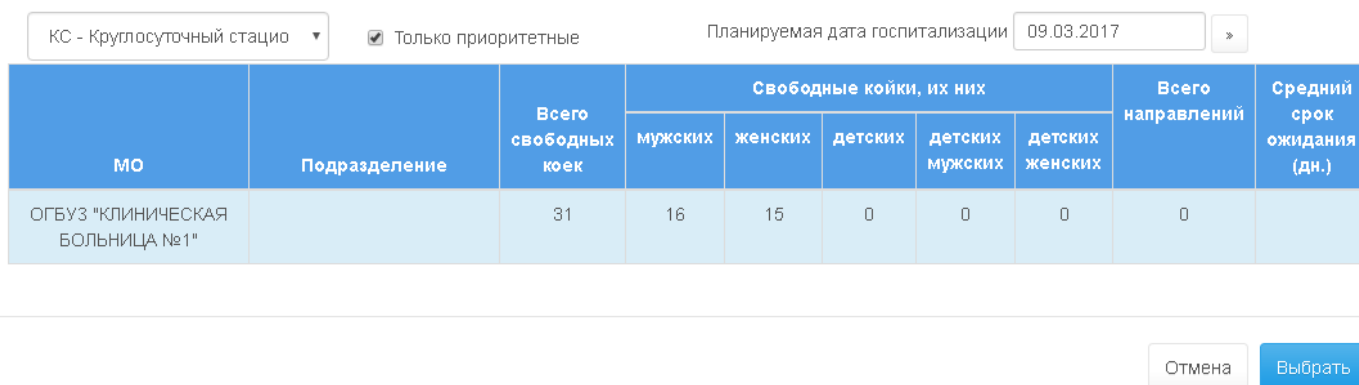 КС - Круглосуточный стацио
Только приоритетные
Планируемая дата госпитализации
09.03.2017
»
МО
Подразделение
Всего
свободных
коек
Свободные койки, их них
мужских
женских
детских
детских
мужских
детских
женских
Всего
направлений
Средний
срок
ожидания
(дн.)
ОГБУЗ "КЛИНИЧЕСКАЯ
БОЛЬНИЦА №1"
31
16
15
0
0
0
0
Отмена
Выбрать